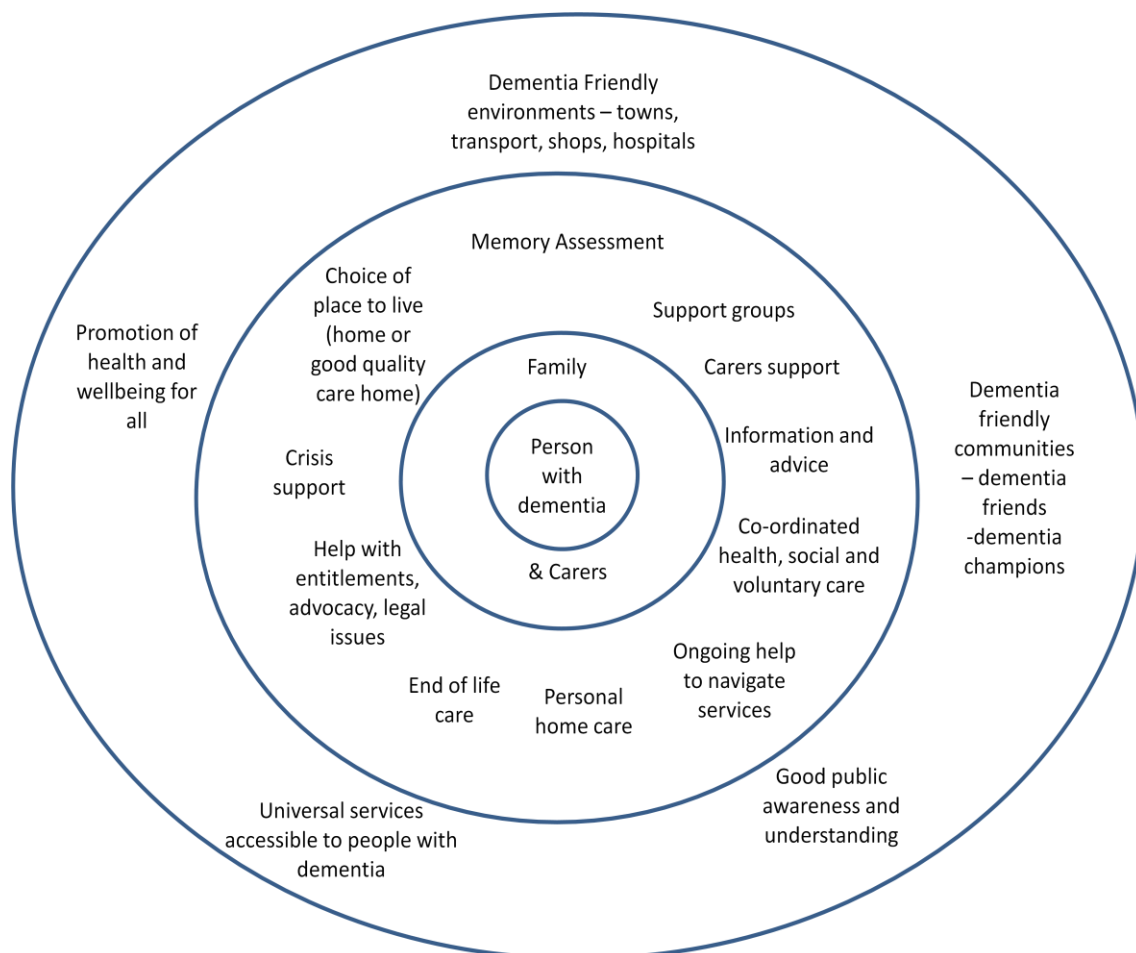 Dementia Friendly
environments – towns,
transport, shops, hospitals
Memory Assessment
Choice of
place to live
(home or
good quality
care home)
Support groups
Promotion of
health and
wellbeing for
all
Family
Carers support
Dementia
friendly
communities
– dementia
friends
-dementia
champions
Person
with
dementia
Information and
advice
Crisis
support
Co-ordinated
health, social and
voluntary care
Help with
entitlements,
advocacy, legal
issues
& Carers
Ongoing help
to navigate
services
End of life
care
Personal
home care
Good public
awareness and
understanding
Universal services
accessible to people with
dementia